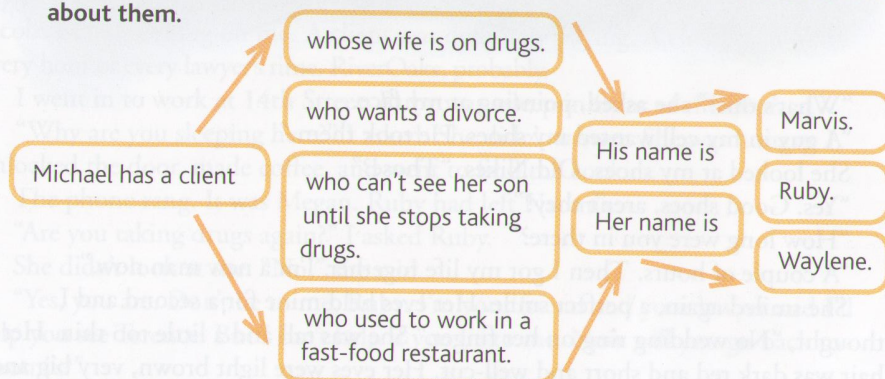 about them.
whose wife is on drugs.
who wants a divorce.
Michael has a client
who can't see her son
until she stops taking
drugs.
who used to work in a
fast-food restaurant.
His name is
Her name is
Marvis.
Ruby.
Waylene.